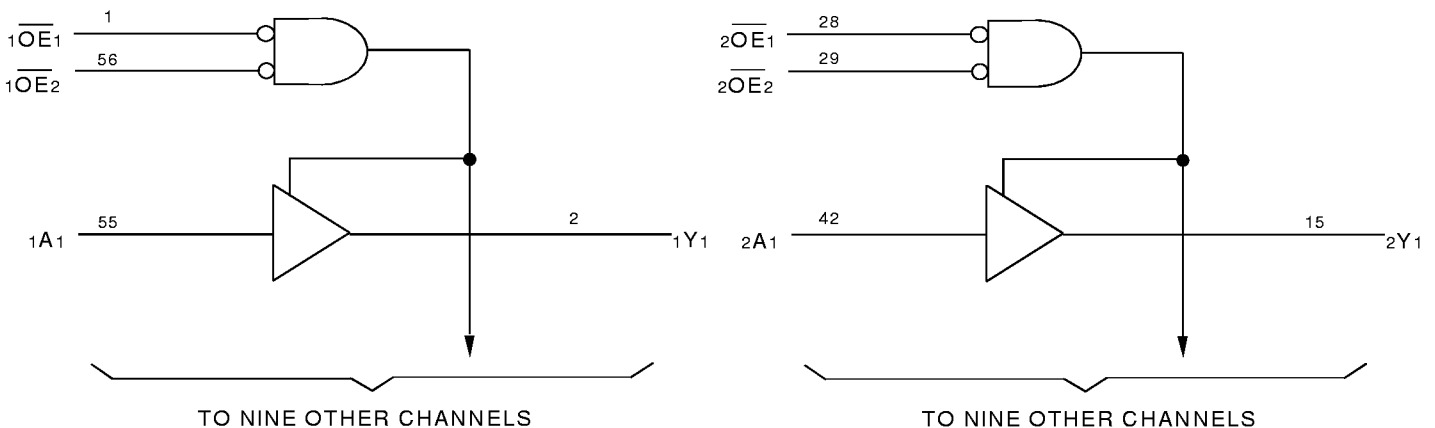 1OE1 1
1OE2 56
1A1 55 2 1Y1
TO NINE OTHER CHANNELS
2OE1 28
2OE2 29
2A1 42 15 2Y1
TO NINE OTHER CHANNELS